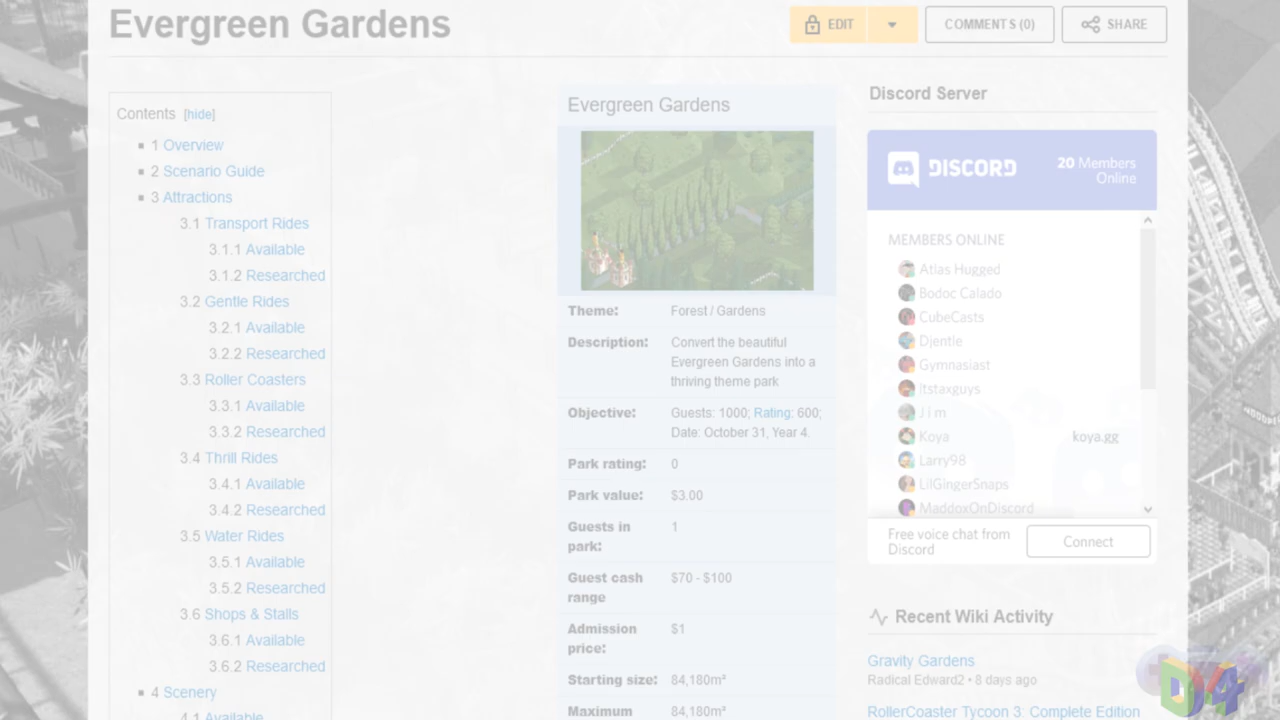 Evergreen Gardens
EDIT
COMMENTS (0)
SHARE
Contents [hide]
1 Overview
2 Scenario Guide
3 Attractions
3.1 Transport Rides
3.1.1 Available
3.1.2 Researched
3.2 Gentle Rides
3.2.1 Available
3.2.2 Researched
3.3 Roller Coasters
3.3.1 Available
3.3.2 Researched
3.4 Thrill Rides
3.4.1 Available
3.4.2 Researched
3.5 Water Rides
3.5.1 Available
3.5.2 Researched
3.6 Shops & Stalls
3.6.1 Available
3.6.2 Researched
4 Scenery
4.1 Available
Evergreen Gardens
Theme: Forest / Gardens
Description: Convert the beautiful
Evergreen Gardens into a
thriving theme park
Objective: Guests: 1000; Rating: 600;
Date: October 31, Year 4.
Park rating: 0
Park value: $3.00
Guests in park: 1
Guest cash range $70 - $100
Admission price: $1
Starting size: 84,180m²
Maximum 84,180m²
Discord Server
DISCORD
20 Members
Online
MEMBERS ONLINE
Atlas Hugged
Bodoc Calado
CubeCasts
Djentle
Gymnasiast
itstaxguys
J i m
Koya koya.gg
Larry98
LilGingerSnaps
MaddoxOnDiscord
Free voice chat from
Discord
Connect
Recent Wiki Activity
Gravity Gardens
Radical Edward2 • 8 days ago
RollerCoaster Tycoon 3: Complete Edition
D4